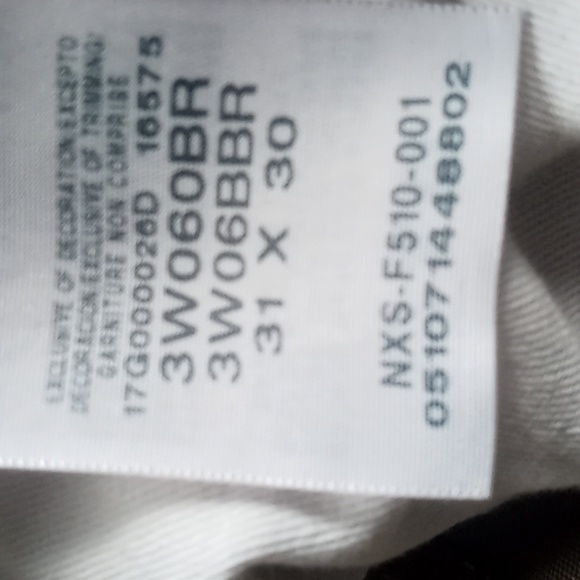 EXCLUSIVE OF DECORATION EXCEPTO
DECORACION EXCLUSIVE OF TRIMMING/
GARNITURE NON COMPRISE
17G000026D 16575
3W060BR
3W06BBR
31 X 30
NXS-F510-001
051071448802